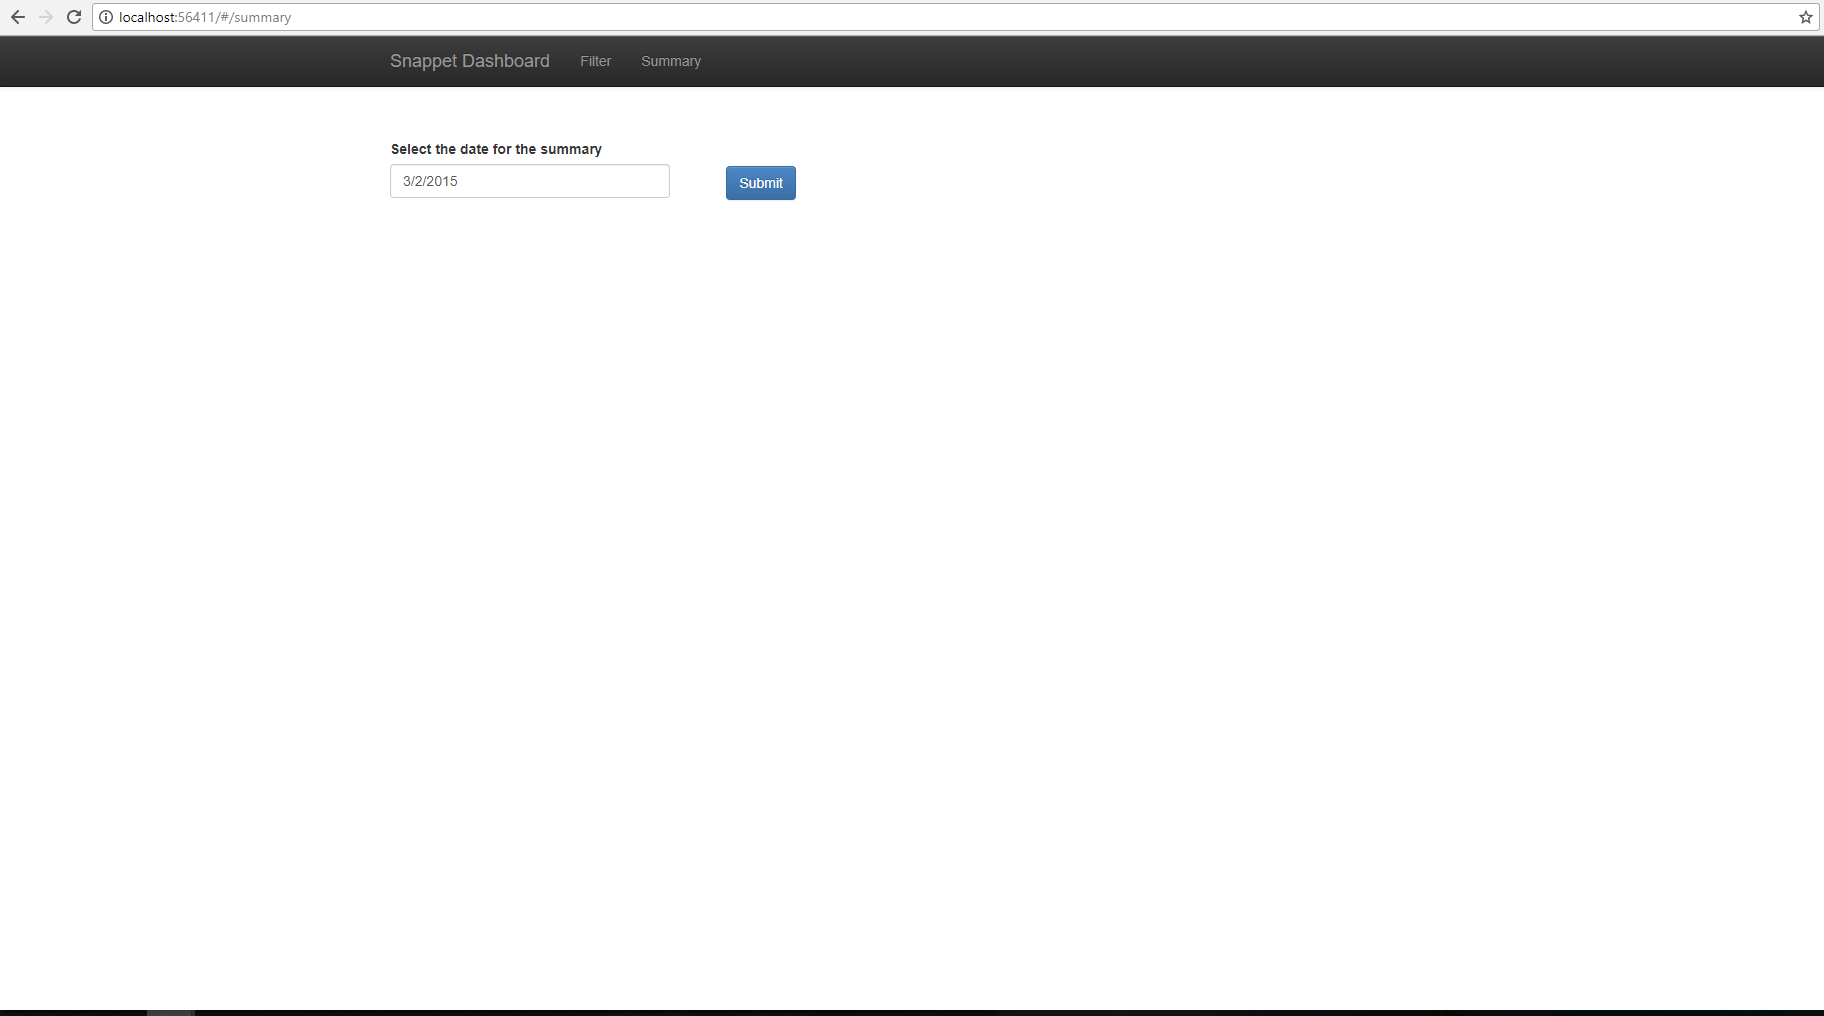 localhost:56411/#/summary
Snappet Dashboard Filter Summary
Select the date for the summary
3/2/2015 Submit